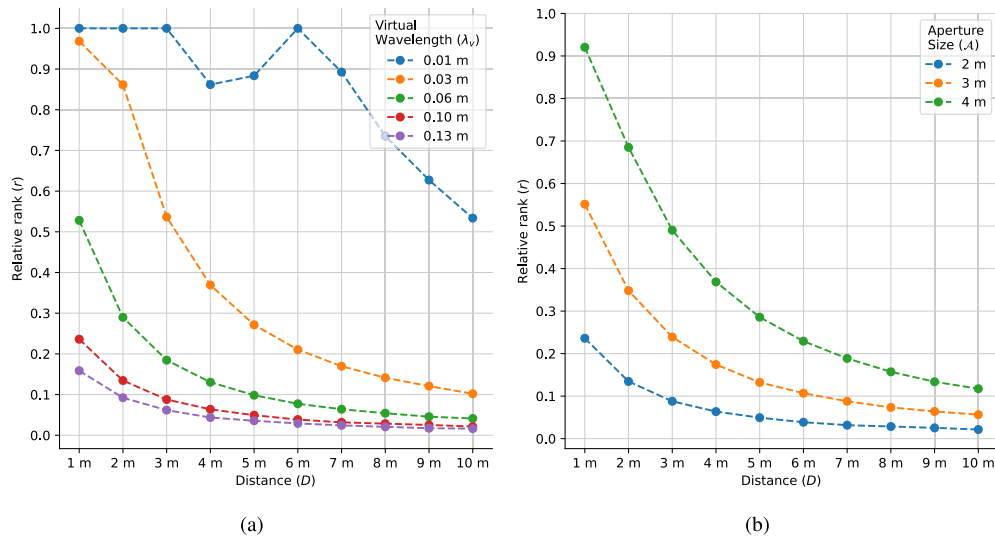 1.0
0.9
0.8
0.7
0.6
0.5
0.4
0.3
0.2
0.1
0.0
Relative rank (r)
Virtual
Wavelength (λᵥ)
0.01 m
0.03 m
0.06 m
0.10 m
0.13 m
1 m 2 m 3 m 4 m 5 m 6 m 7 m 8 m 9 m 10 m
Distance (D)
(a)
1.0
0.9
0.8
0.7
0.6
0.5
0.4
0.3
0.2
0.1
0.0
Relative rank (r)
Aperture
Size (𝒜)
2 m
3 m
4 m
1 m 2 m 3 m 4 m 5 m 6 m 7 m 8 m 9 m 10 m
Distance (D)
(b)